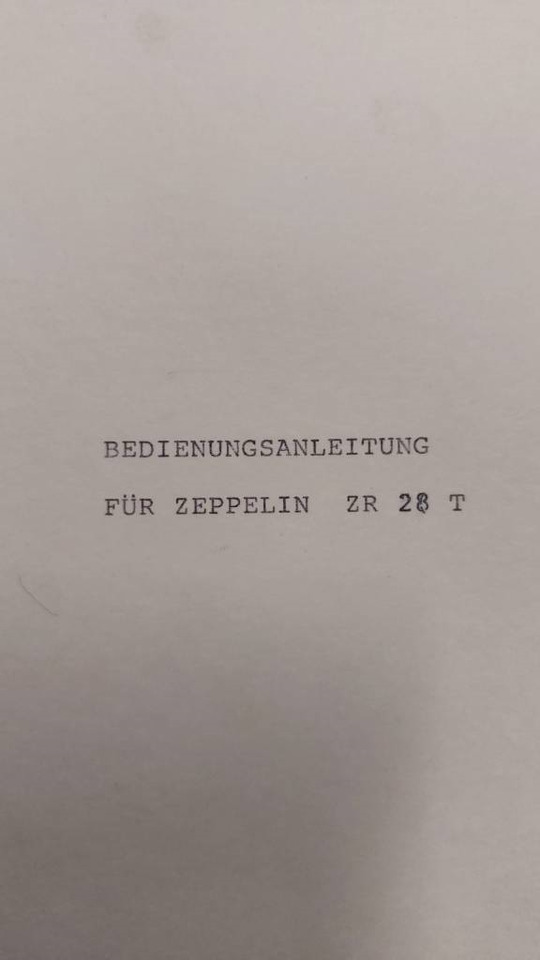 BEDIENUNGSANLEITUNG
FÜR ZEPPELIN ZR 28 T